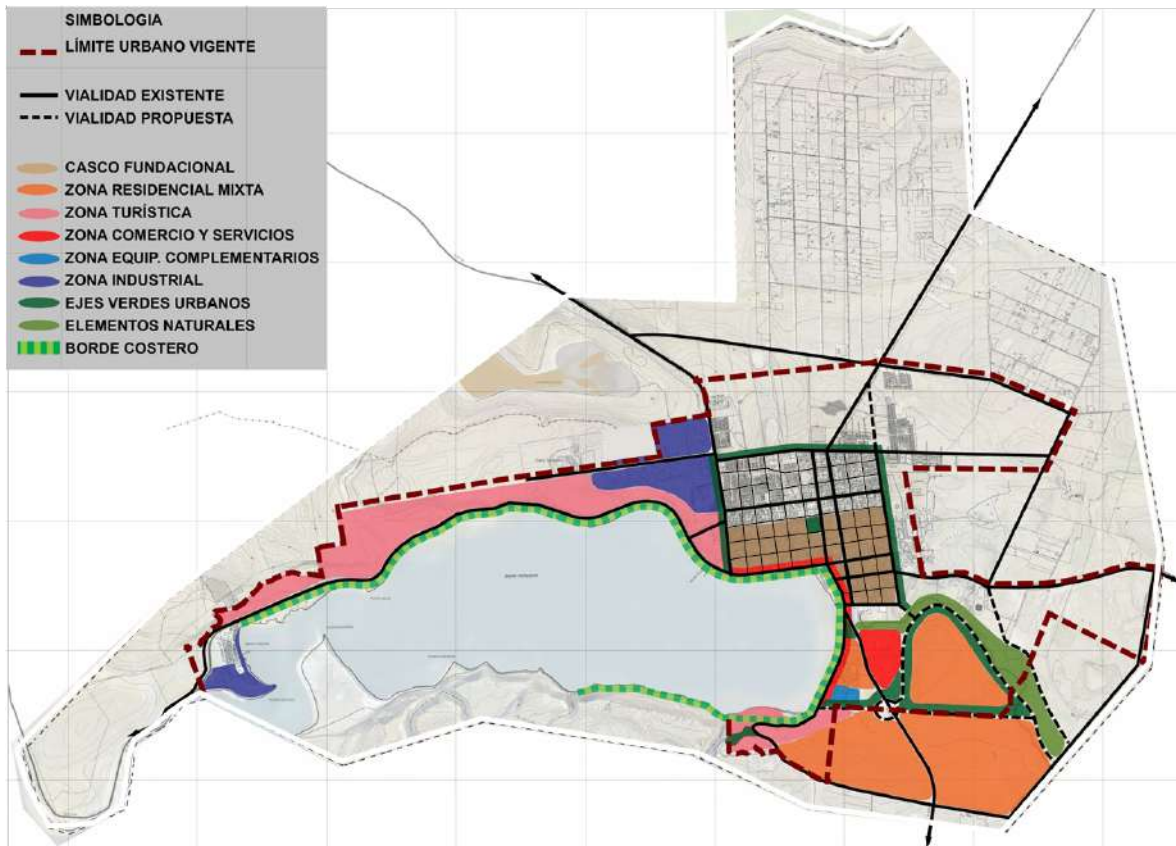 SIMBOLOGIA
LÍMITE URBANO VIGENTE
VIALIDAD EXISTENTE
VIALIDAD PROPUESTA
CASCO FUNDACIONAL
ZONA RESIDENCIAL MIXTA
ZONA TURÍSTICA
ZONA COMERCIO Y SERVICIOS
ZONA EQUIP. COMPLEMENTARIOS
ZONA INDUSTRIAL
EJES VERDES URBANOS
ELEMENTOS NATURALES
BORDE COSTERO